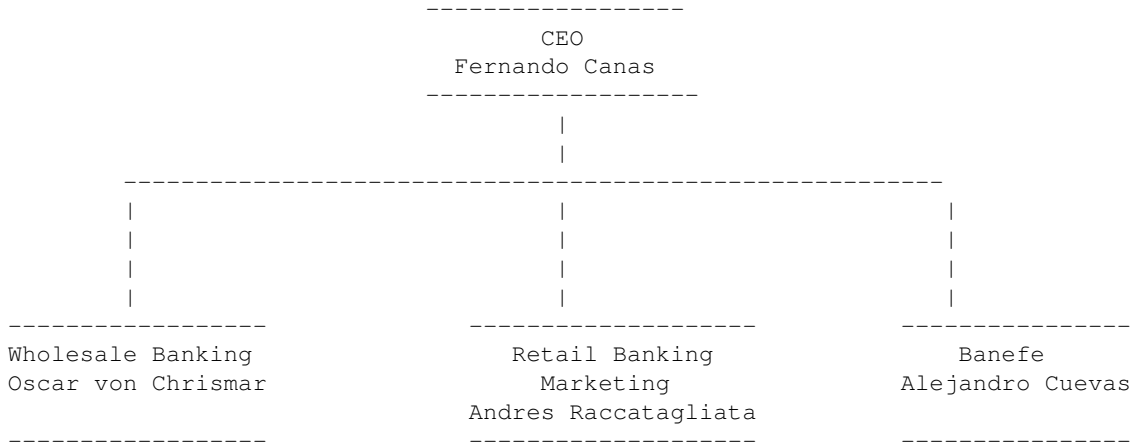 CEO
Fernando Canas
Wholesale Banking
Oscar von Chrismar
Retail Banking
Marketing
Andres Raccatagliata
Banefe
Alejandro Cuevas